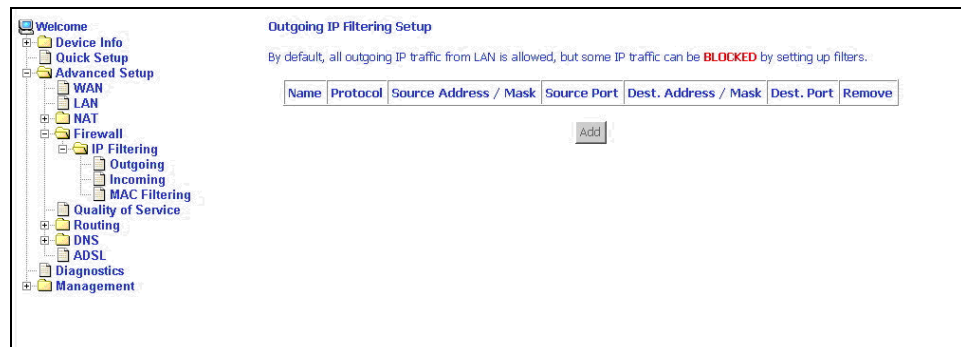 Welcome
Device Info
Quick Setup
Advanced Setup
WAN
LAN
NAT
Firewall
IP Filtering
Outgoing
Incoming
MAC Filtering
Quality of Service
Routing
DNS
ADSL
Diagnostics
Management
Outgoing IP Filtering Setup
By default, all outgoing IP traffic from LAN is allowed, but some IP traffic can be BLOCKED by setting up filters.
Name Protocol Source Address / Mask Source Port Dest. Address / Mask Dest. Port Remove
Add